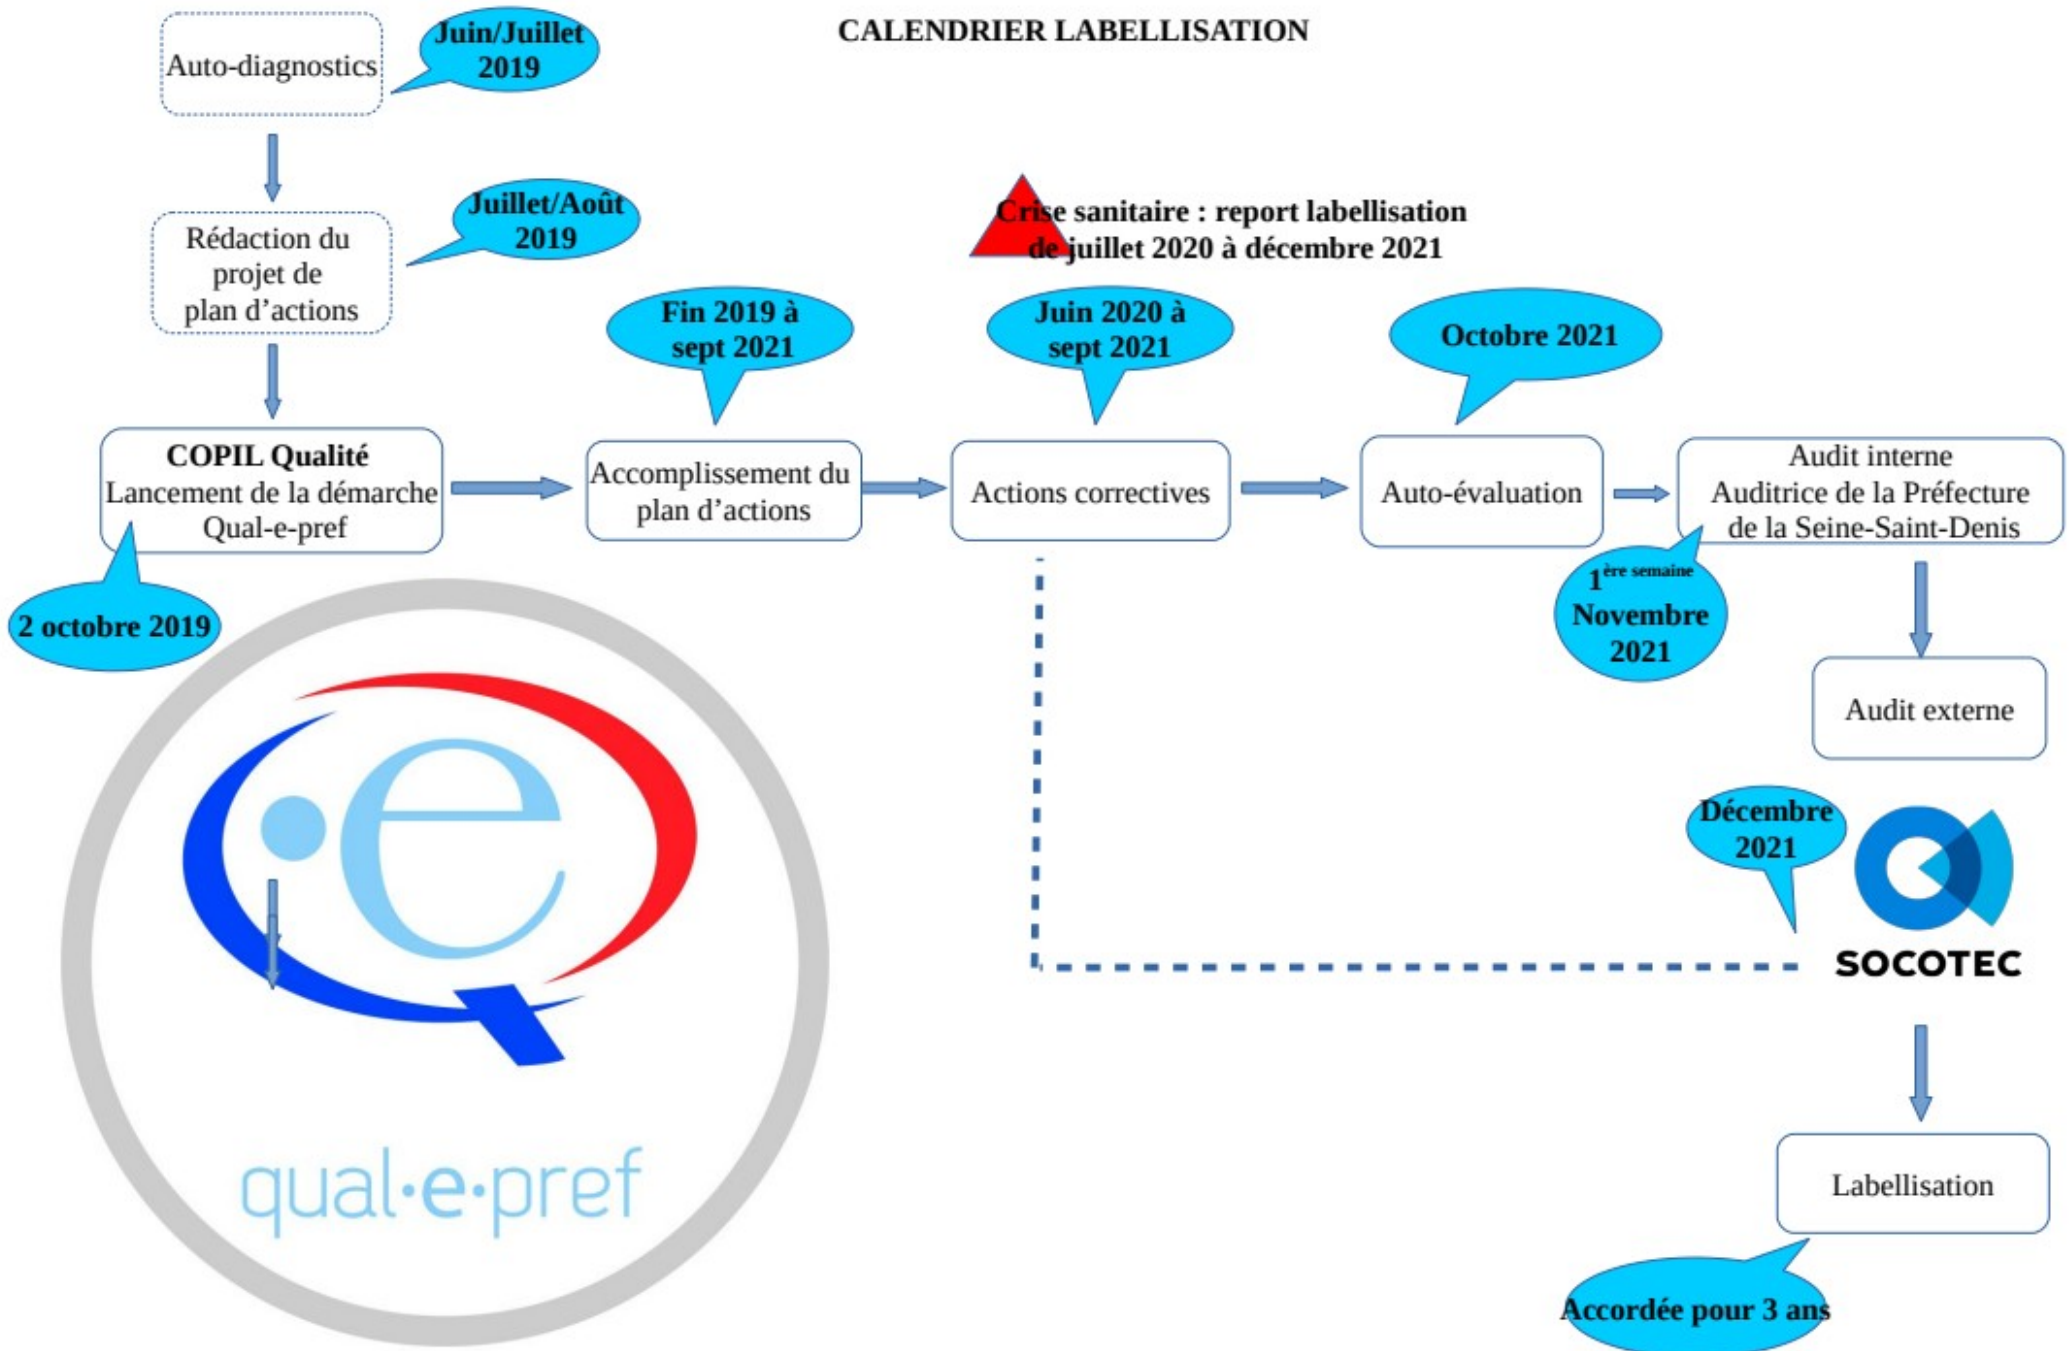 CALENDRIER LABELLISATION
Auto-diagnostics
Juin/Juillet
2019
Rédaction du
projet de
plan d’actions
Juillet/Août
2019
Crise sanitaire : report labellisation
de juillet 2020 à décembre 2021
COPIL Qualité
Lancement de la démarche
Qual-e-pref
2 octobre 2019
Fin 2019 à
sept 2021
Accomplissement du
plan d’actions
Juin 2020 à
sept 2021
Actions correctives
Octobre 2021
Auto-évaluation
Audit interne
Auditrice de la Préfecture
de la Seine-Saint-Denis
1ère semaine
Novembre
2021
Audit externe
Décembre
2021
SOCOTEC
Labellisation
Accordée pour 3 ans
Q·e
qual·e·pref